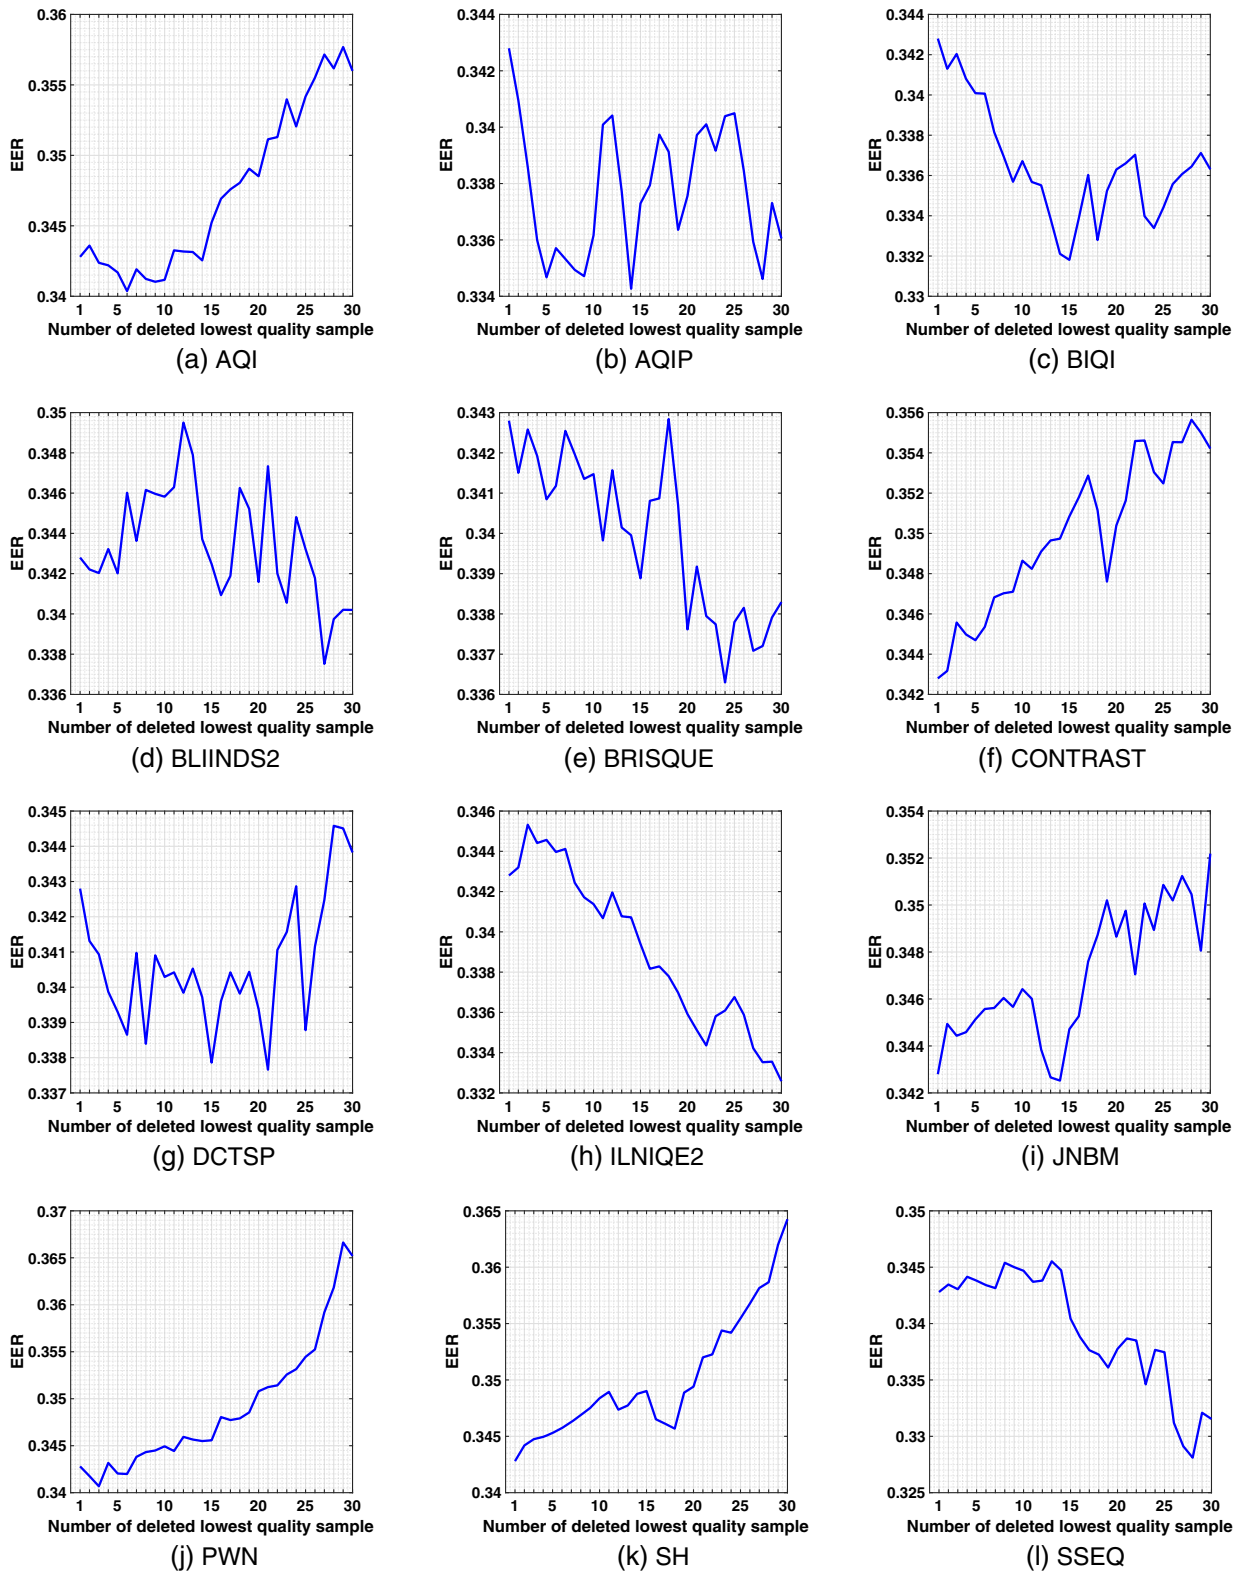 0.36
0.355
0.35
0.345
0.34
EER
1 5 10 15 20 25 30
Number of deleted lowest quality sample
(a) AQI
0.344
0.342
0.34
0.338
0.336
0.334
EER
1 5 10 15 20 25 30
Number of deleted lowest quality sample
(b) AQIP
0.344
0.342
0.34
0.338
0.336
0.334
0.332
0.33
EER
1 5 10 15 20 25 30
Number of deleted lowest quality sample
(c) BIQI
0.35
0.348
0.346
0.344
0.342
0.34
0.338
0.336
EER
1 5 10 15 20 25 30
Number of deleted lowest quality sample
(d) BLIINDS2
0.343
0.342
0.341
0.34
0.339
0.338
0.337
0.336
EER
1 5 10 15 20 25 30
Number of deleted lowest quality sample
(e) BRISQUE
0.356
0.354
0.352
0.35
0.348
0.346
0.344
0.342
EER
1 5 10 15 20 25 30
Number of deleted lowest quality sample
(f) CONTRAST
0.345
0.344
0.343
0.342
0.341
0.34
0.339
0.338
0.337
EER
1 5 10 15 20 25 30
Number of deleted lowest quality sample
(g) DCTSP
0.346
0.344
0.342
0.34
0.338
0.336
0.334
0.332
EER
1 5 10 15 20 25 30
Number of deleted lowest quality sample
(h) ILNIQE2
0.354
0.352
0.35
0.348
0.346
0.344
0.342
EER
1 5 10 15 20 25 30
Number of deleted lowest quality sample
(i) JNBM
0.37
0.365
0.36
0.355
0.35
0.345
0.34
EER
1 5 10 15 20 25 30
Number of deleted lowest quality sample
(j) PWN
0.365
0.36
0.355
0.35
0.345
0.34
EER
1 5 10 15 20 25 30
Number of deleted lowest quality sample
(k) SH
0.35
0.345
0.34
0.335
0.33
0.325
EER
1 5 10 15 20 25 30
Number of deleted lowest quality sample
(l) SSEQ